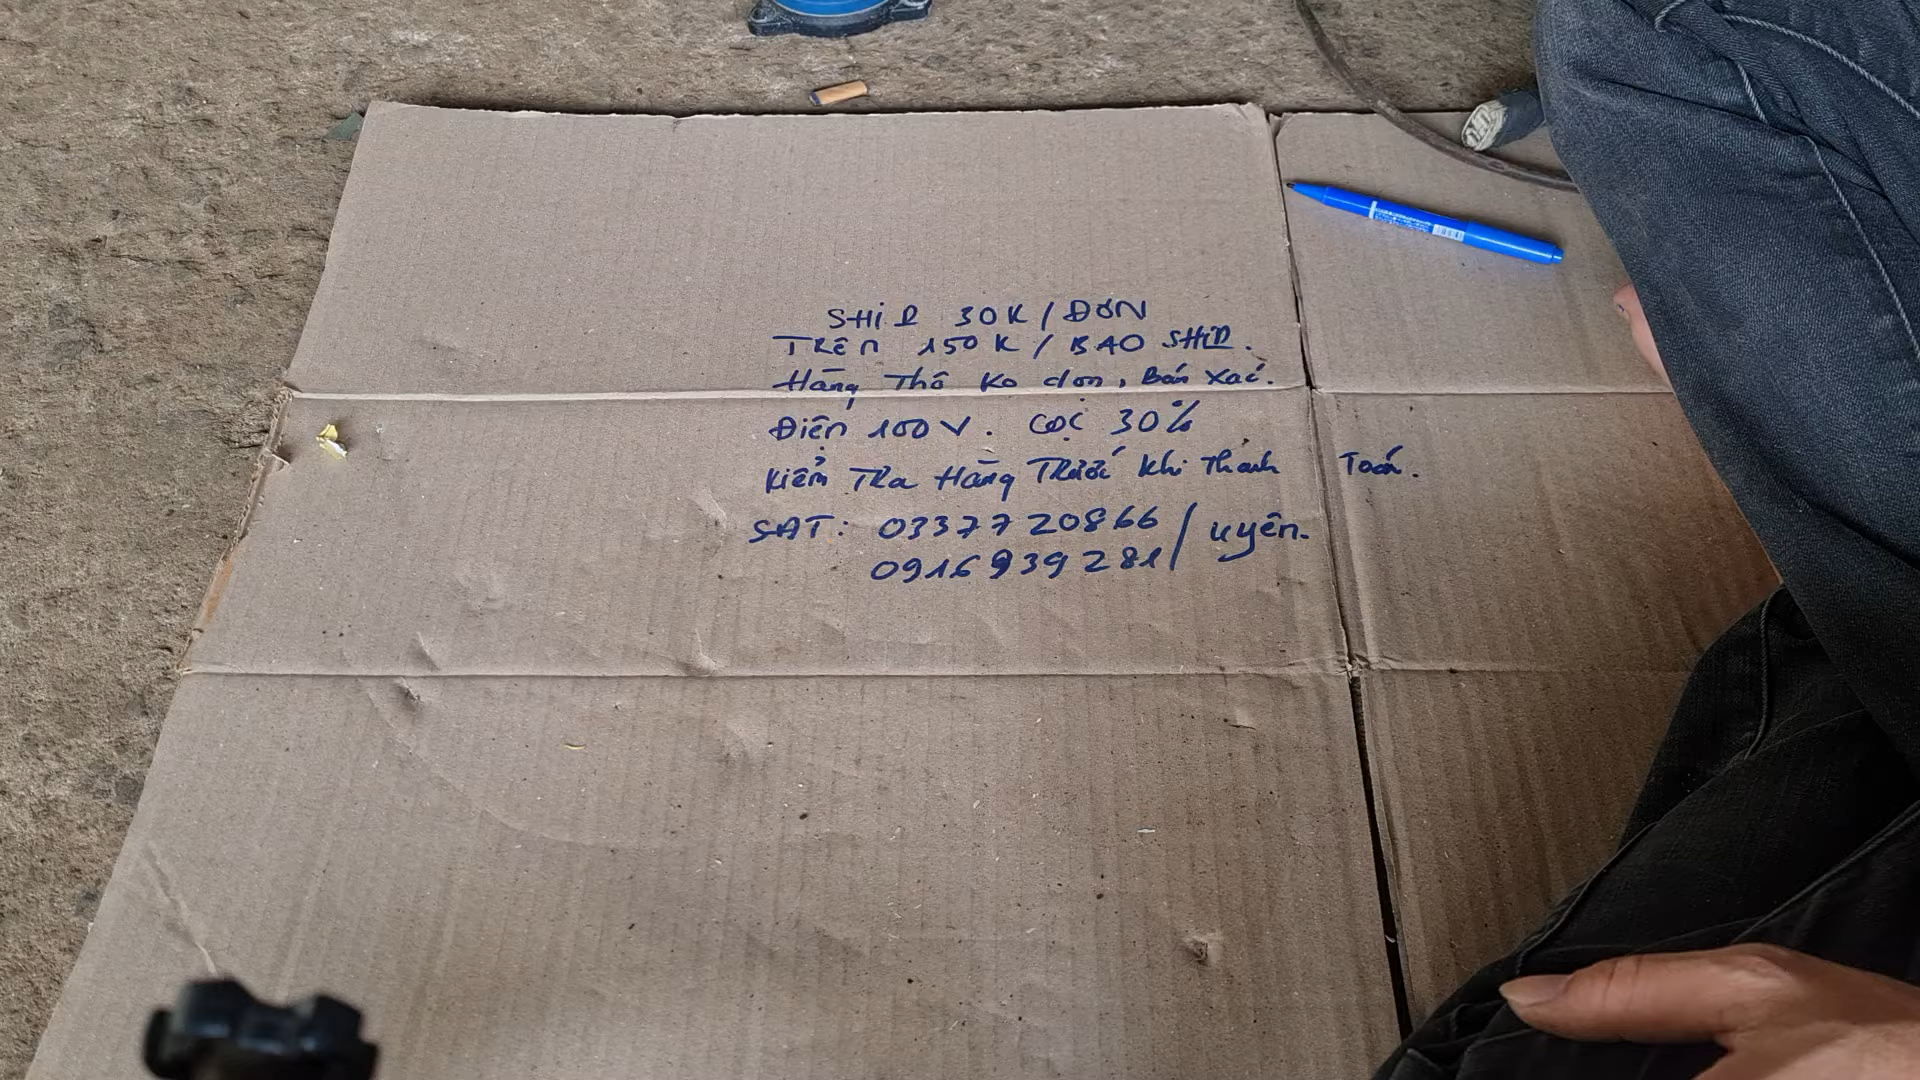 SHIP 30K/ĐƠN
TRÊN 150K/BAO SHIP.
Hàng Thô Ko dọn, Bán Xác.
Điện 100V. CỌC 30%
Kiểm Tra Hàng Trước Khi Thanh Toán.
SĐT: 0337720866/ uyên.
0916939281/